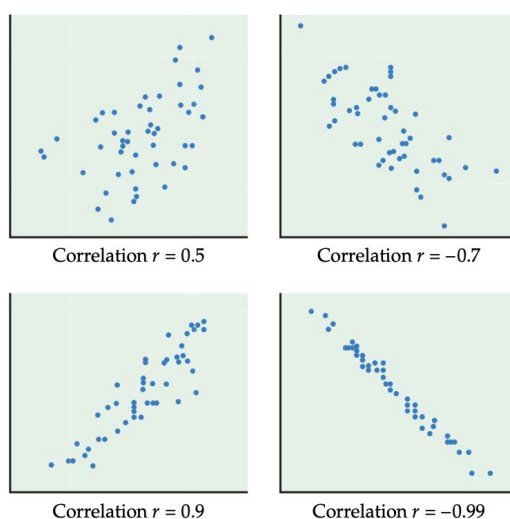 Correlation r = 0.5
Correlation r = −0.7
Correlation r = 0.9
Correlation r = −0.99